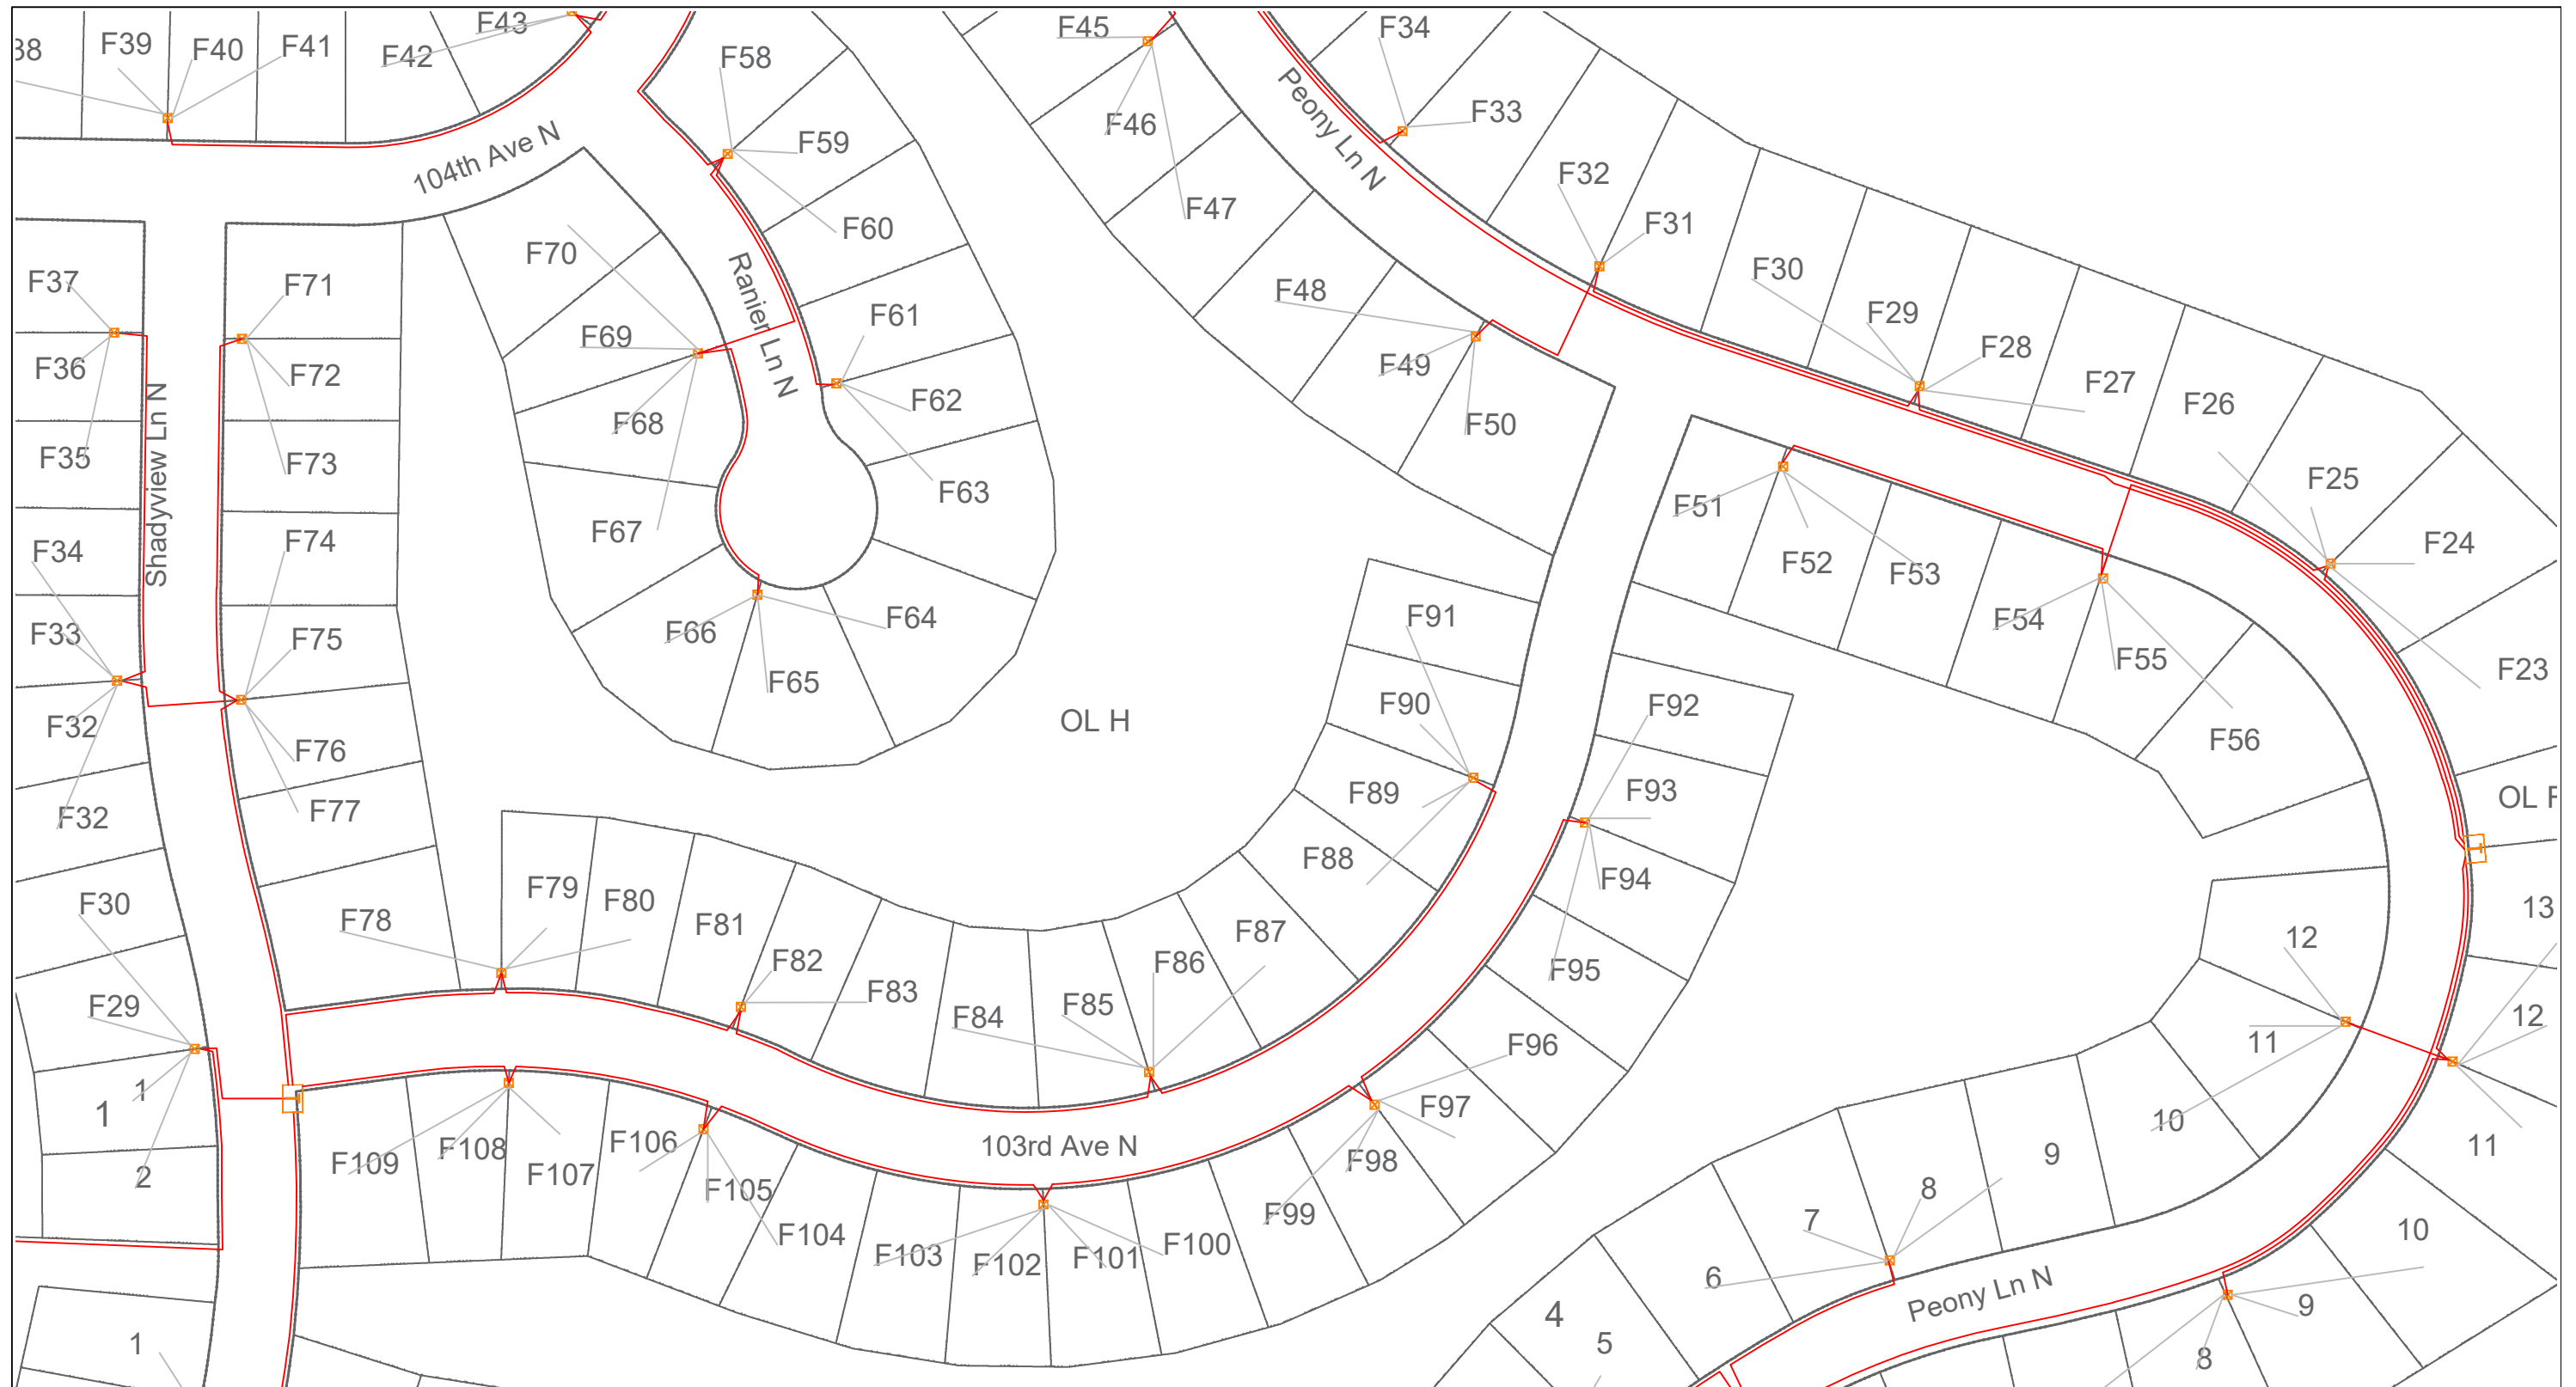 38
F39
F40
F41
F42
F43
F58
F45
F34
F46
F33
F59
104th Ave N
Peony Ln N
F32
F47
F60
F31
F70
F37
F71
Ranier Ln N
F61
F48
F30
F29
F28
F69
F36
F72
F49
F27
F26
F62
F68
F50
Shadyview Ln N
F35
F73
F63
F51
F25
F67
F34
F74
F52
F53
F24
F33
F75
F66
F64
F91
F54
F55
F23
F65
F32
F76
OL H
F90
F92
F56
F32
F77
F89
F93
OL F
F30
F78
F79
F80
F81
F88
F94
13
F29
F82
F83
F84
F85
F86
F87
F95
12
11
12
1
1
F96
10
11
2
F109
F108
F107
F106
F105
F104
103rd Ave N
F97
F98
F99
9
8
7
F103
F102
F101
F100
6
10
Peony Ln N
4
5
9
8
1